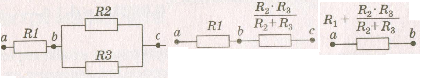 a R1 b R2 R3 c
a R1 b R₂ · R₃ / R₂ + R₃ c
R₁ + R₂ · R₃ / R₂ + R₃
a b